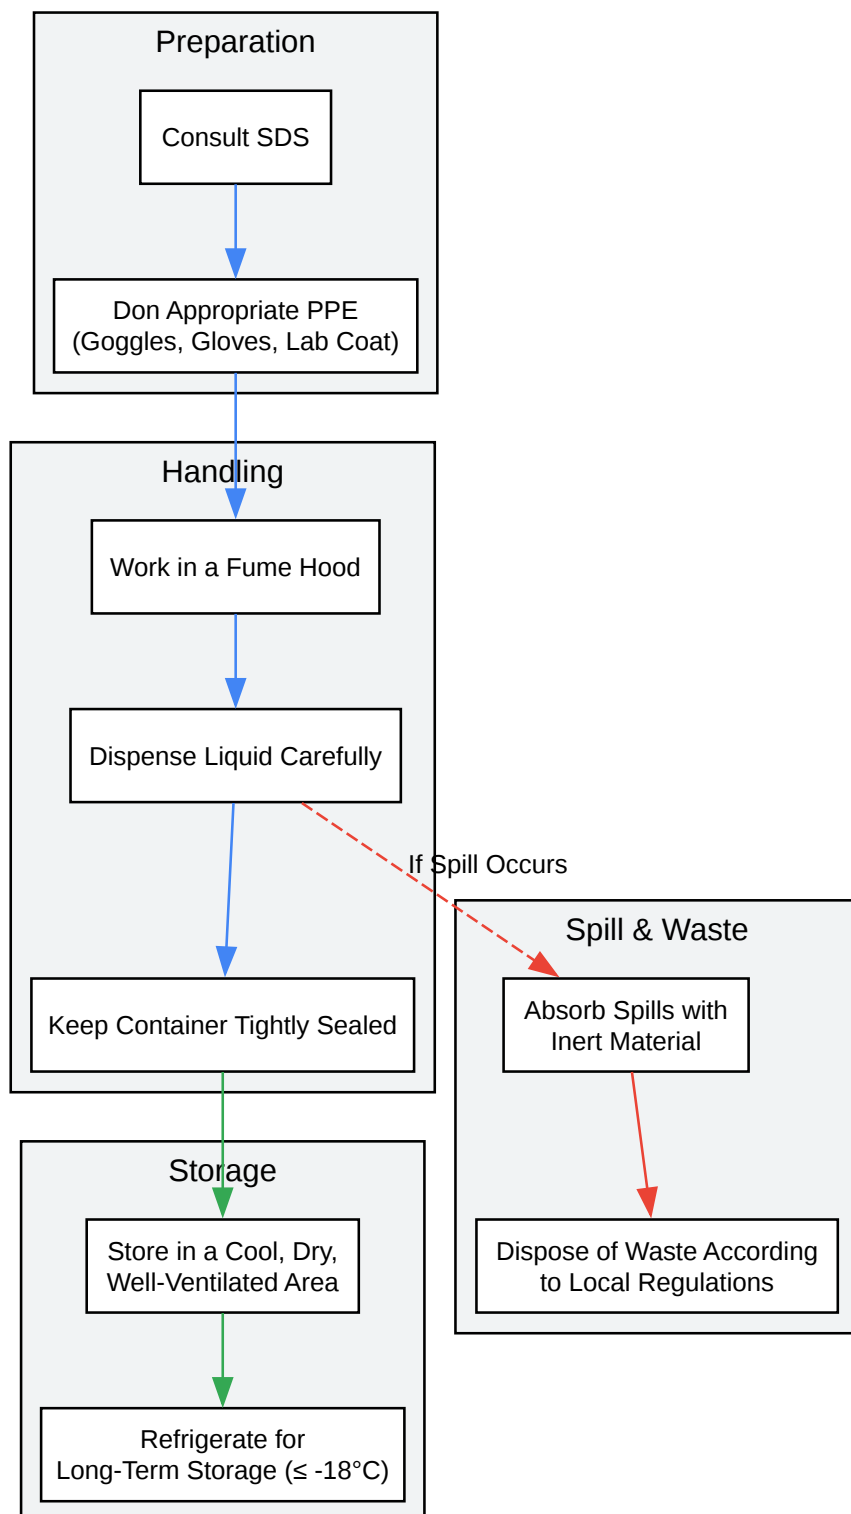 Preparation
Consult SDS
Don Appropriate PPE
(Goggles, Gloves, Lab Coat)
Handling
Work in a Fume Hood
Dispense Liquid Carefully
If Spill Occurs
Keep Container Tightly Sealed
Spill & Waste
Absorb Spills with
Inert Material
Dispose of Waste According
to Local Regulations
Storage
Store in a Cool, Dry,
Well-Ventilated Area
Refrigerate for
Long-Term Storage (≤ -18°C)